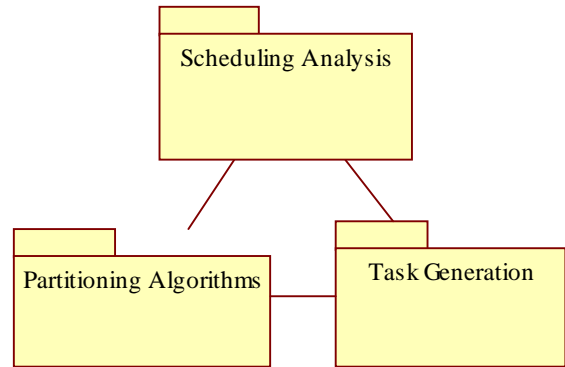 Scheduling Analysis
Partitioning Algorithms
Task Generation